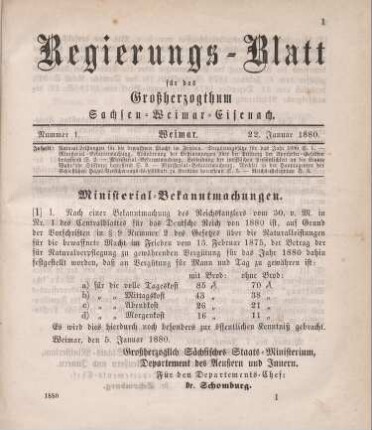 1
Regierungs-Blatt
für das
Großherzogthum
Sachsen-Weimar-Eisenach.
Nummer 1. Weimar. 22. Januar 1880.
Ministerial-Bekanntmachungen.
[1] I. Nach einer Bekanntmachung des Reichskanzlers vom 30. v. M. in
Nr. 1 des Centralblattes für das Deutsche Reich von 1880 ist, auf Grund
der Vorschriften in § 9 Nummer 2 des Gesetzes über die Naturalleistungen
für die bewaffnete Macht im Frieden vom 13. Februar 1875, der Betrag der
für Naturalverpflegung zu gewährenden Vergütung für das Jahr 1880 dahin
festgestellt worden, daß an Vergütung für Mann und Tag zu gewähren ist:
mit Brod: ohne Brod:
a) für die volle Tageskost 85 ₰ 70 ₰
b) „ „ Mittagskost 43 „ 38 „
c) „ „ Abendkost 26 „ 21 „
d) „ „ Morgenkost 16 „ 11 „
Es wird dies hierdurch noch besonders zur öffentlichen Kenntniß gebracht.
Weimar, den 5. Januar 1880.
Großherzoglich Sächsisches Staats-Ministerium,
Departement des Aeußern und Innern.
Für den Departements-Chef:
Dr. Schomburg.
1880 1